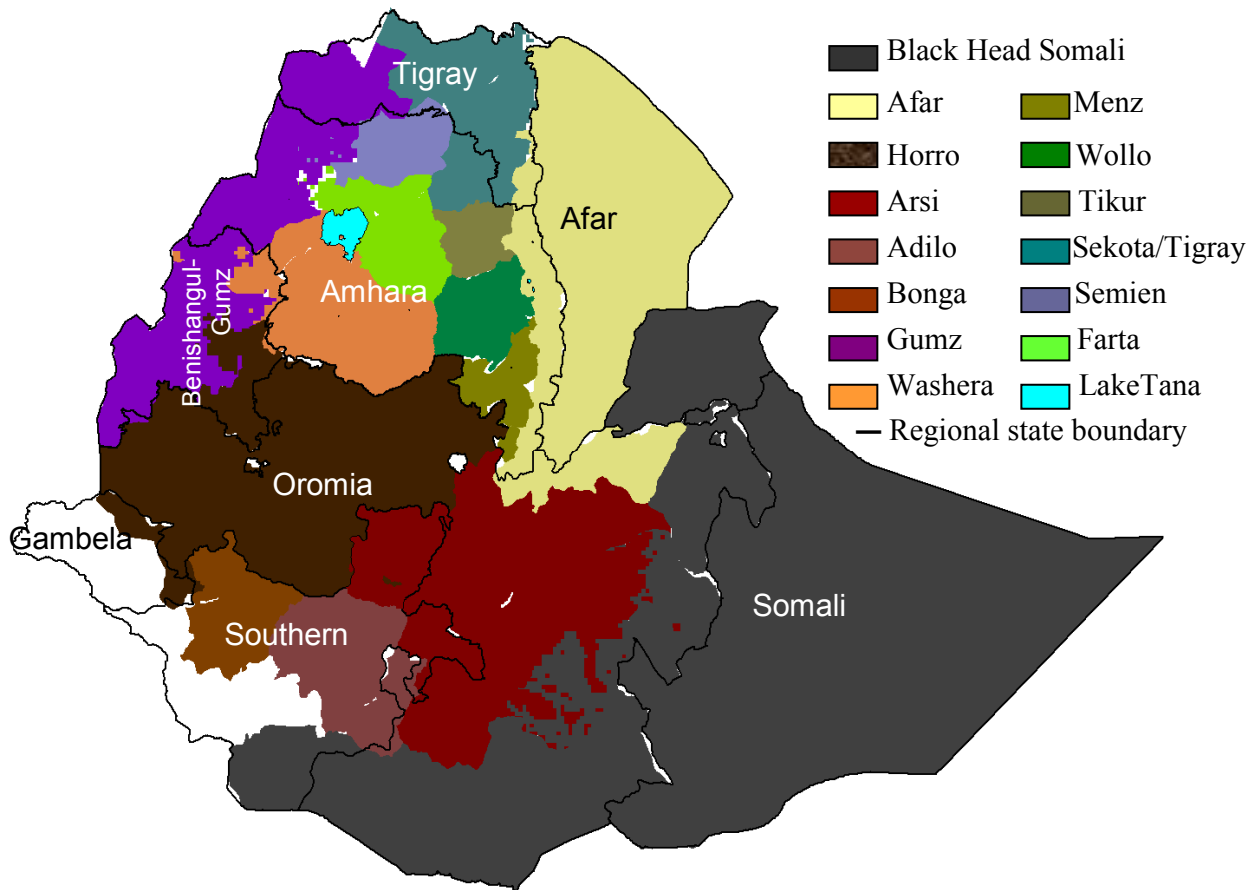 Tigray
Afar
Amhara
Benishangul-
Gumz
Oromia
Gambela
Southern
Somali
Black Head Somali
Afar
Horro
Arsi
Adilo
Bonga
Gumz
Washera
Menz
Wollo
Tikur
Sekota/Tigray
Semien
Farta
LakeTana
Regional state boundary